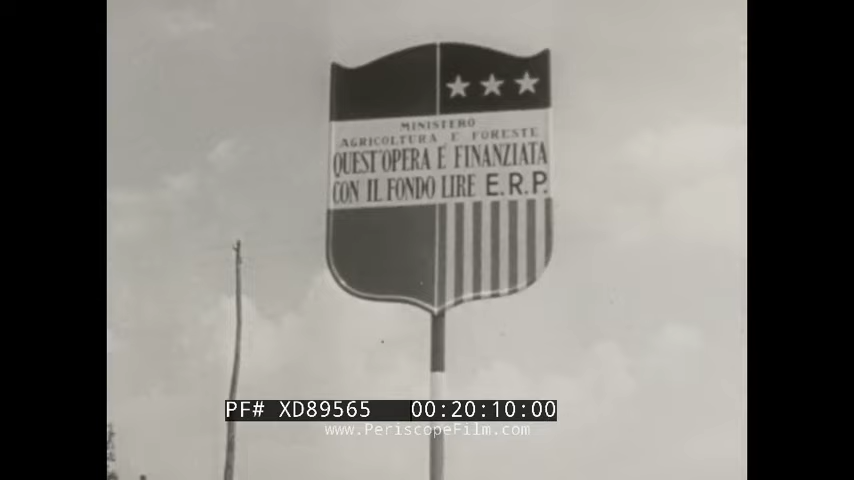 MINISTERO
AGRICOLTURA E FORESTE
QUEST'OPERA É FINANZIATA
CON IL FONDO LIRE E.R.P.
PF# XD89565 00:20:10:00
www.PeriscopeFilm.com